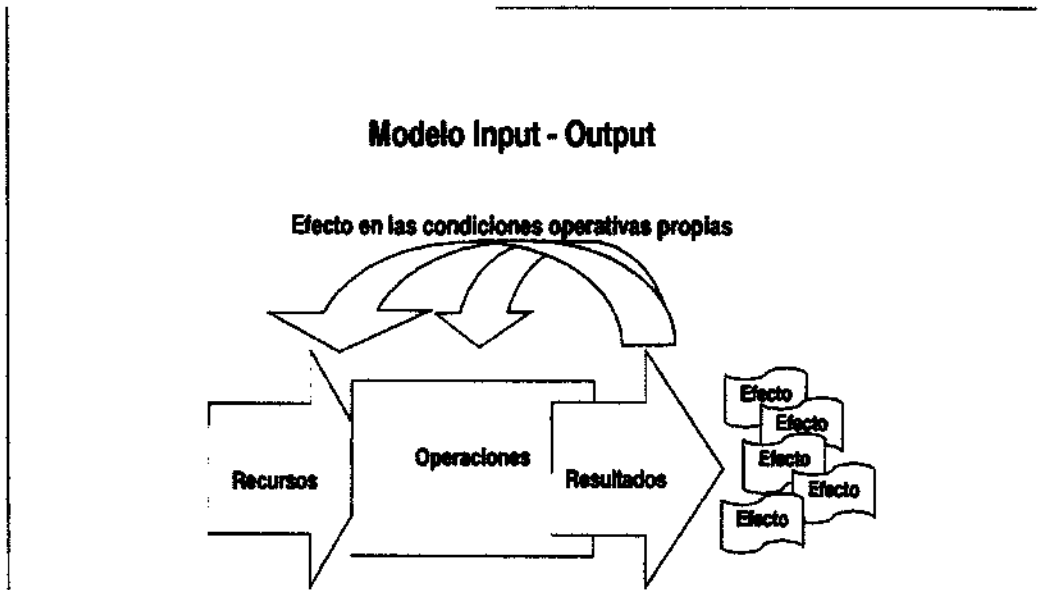 Modelo Input - Output
Efecto en las condiciones operativas propias
Recursos
Operaciones
Resultados
Efecto
Efecto
Efecto
Efecto
Efecto